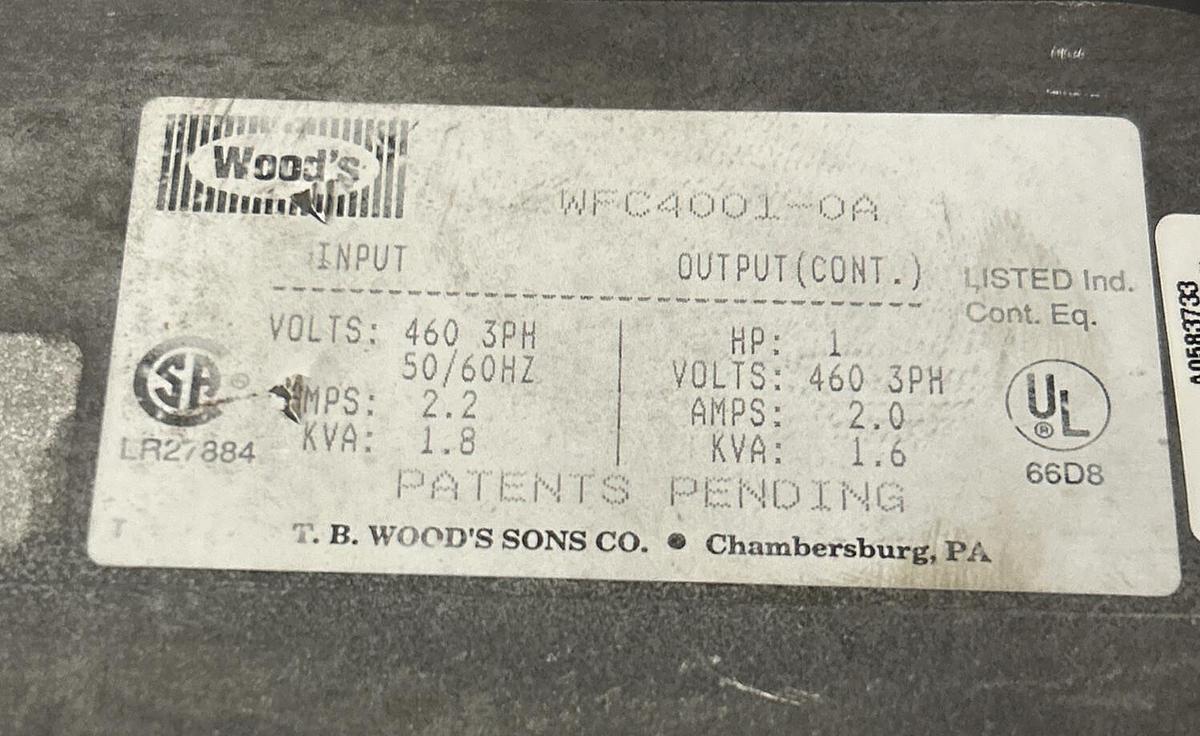 Wood's
WFC4001-0A
INPUT
OUTPUT(CONT.)
LISTED Ind.
Cont. Eq.
VOLTS: 460 3PH
50/60HZ
AMPS: 2.2
KVA: 1.8
HP: 1
VOLTS: 460 3PH
AMPS: 2.0
KVA: 1.6
SA ®
LR27884
UL ®
66D8
PATENTS PENDING
T T. B. WOOD'S SONS CO. • Chambersburg, PA
A0583733